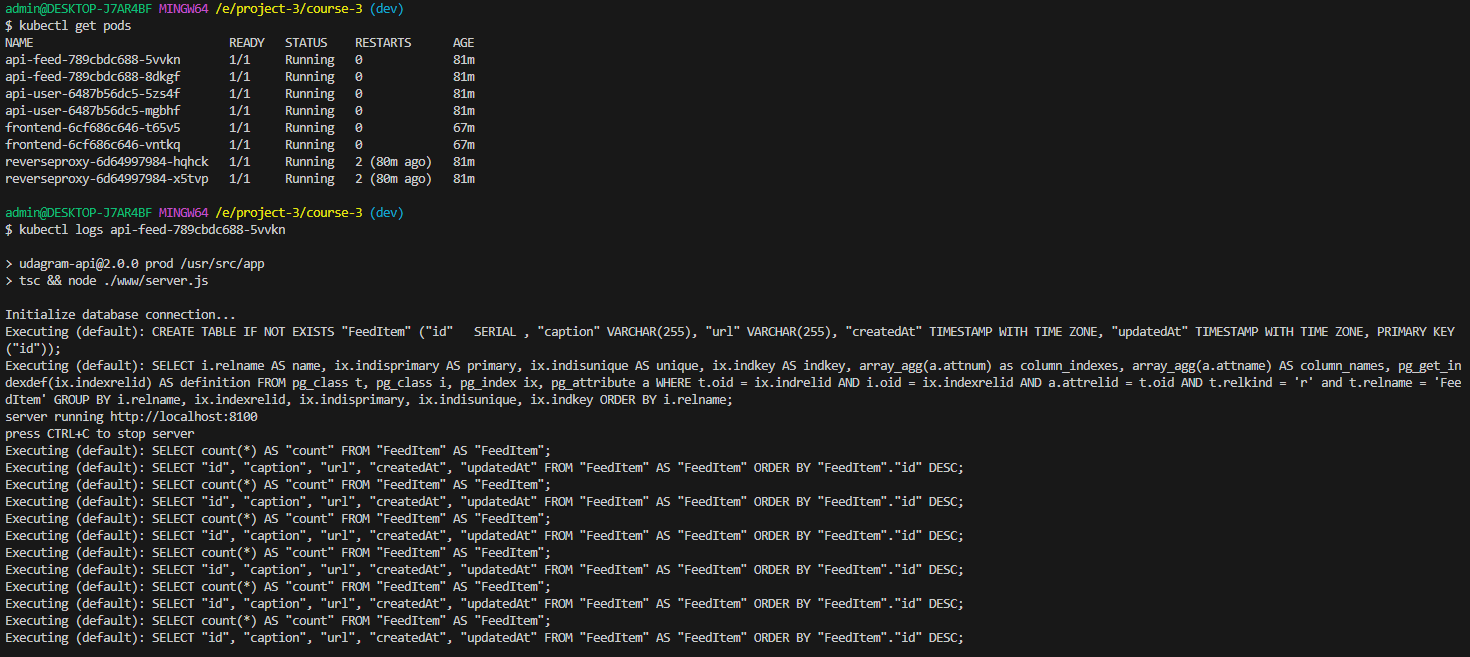 admin@DESKTOP-J7AR4BF MINGW64 /e/project-3/course-3 (dev)
$ kubectl get pods
NAME                            READY   STATUS    RESTARTS      AGE
api-feed-789cbdc688-5vvkn       1/1     Running   0             81m
api-feed-789cbdc688-8dkgf       1/1     Running   0             81m
api-user-6487b56dc5-5zs4f       1/1     Running   0             81m
api-user-6487b56dc5-mgbhf       1/1     Running   0             81m
frontend-6cf686c646-t65v5       1/1     Running   0             67m
frontend-6cf686c646-vntkq       1/1     Running   0             67m
reverseproxy-6d64997984-hqhck   1/1     Running   2 (80m ago)   81m
reverseproxy-6d64997984-x5tvp   1/1     Running   2 (80m ago)   81m
admin@DESKTOP-J7AR4BF MINGW64 /e/project-3/course-3 (dev)
$ kubectl logs api-feed-789cbdc688-5vvkn
> udagram-api@2.0.0 prod /usr/src/app
> tsc && node ./www/server.js
Initialize database connection...
Executing (default): CREATE TABLE IF NOT EXISTS "FeedItem" ("id"   SERIAL , "caption" VARCHAR(255), "url" VARCHAR(255), "createdAt" TIMESTAMP WITH TIME ZONE, "updatedAt" TIMESTAMP WITH TIME ZONE, PRIMARY KEY
("id"));
Executing (default): SELECT i.relname AS name, ix.indisprimary AS primary, ix.indisunique AS unique, ix.indkey AS indkey, array_agg(a.attnum) as column_indexes, array_agg(a.attname) AS column_names, pg_get_in
dexdef(ix.indexrelid) AS definition FROM pg_class t, pg_class i, pg_index ix, pg_attribute a WHERE t.oid = ix.indrelid AND i.oid = ix.indexrelid AND a.attrelid = t.oid AND t.relkind = 'r' and t.relname = 'Fee
dItem' GROUP BY i.relname, ix.indexrelid, ix.indisprimary, ix.indisunique, ix.indkey ORDER BY i.relname;
server running http://localhost:8100
press CTRL+C to stop server
Executing (default): SELECT count(*) AS "count" FROM "FeedItem" AS "FeedItem";
Executing (default): SELECT "id", "caption", "url", "createdAt", "updatedAt" FROM "FeedItem" AS "FeedItem" ORDER BY "FeedItem"."id" DESC;
Executing (default): SELECT count(*) AS "count" FROM "FeedItem" AS "FeedItem";
Executing (default): SELECT "id", "caption", "url", "createdAt", "updatedAt" FROM "FeedItem" AS "FeedItem" ORDER BY "FeedItem"."id" DESC;
Executing (default): SELECT count(*) AS "count" FROM "FeedItem" AS "FeedItem";
Executing (default): SELECT "id", "caption", "url", "createdAt", "updatedAt" FROM "FeedItem" AS "FeedItem" ORDER BY "FeedItem"."id" DESC;
Executing (default): SELECT count(*) AS "count" FROM "FeedItem" AS "FeedItem";
Executing (default): SELECT "id", "caption", "url", "createdAt", "updatedAt" FROM "FeedItem" AS "FeedItem" ORDER BY "FeedItem"."id" DESC;
Executing (default): SELECT count(*) AS "count" FROM "FeedItem" AS "FeedItem";
Executing (default): SELECT "id", "caption", "url", "createdAt", "updatedAt" FROM "FeedItem" AS "FeedItem" ORDER BY "FeedItem"."id" DESC;
Executing (default): SELECT count(*) AS "count" FROM "FeedItem" AS "FeedItem";
Executing (default): SELECT "id", "caption", "url", "createdAt", "updatedAt" FROM "FeedItem" AS "FeedItem" ORDER BY "FeedItem"."id" DESC;